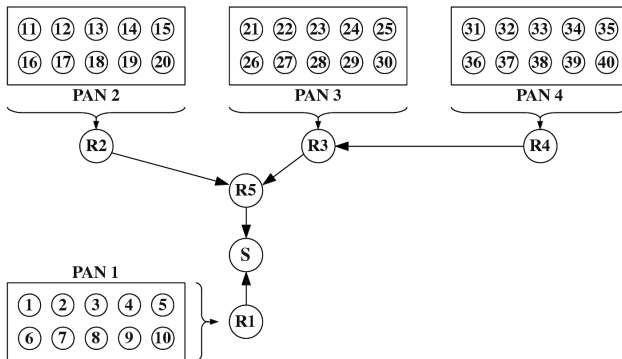 11 12 13 14 15 21 22 23 24 25 31 32 33 34 35
16 17 18 19 20 26 27 28 29 30 36 37 38 39 40
PAN 2 PAN 3 PAN 4
R2 R3 R4
R5
S
PAN 1
1 2 3 4 5
R1
6 7 8 9 10